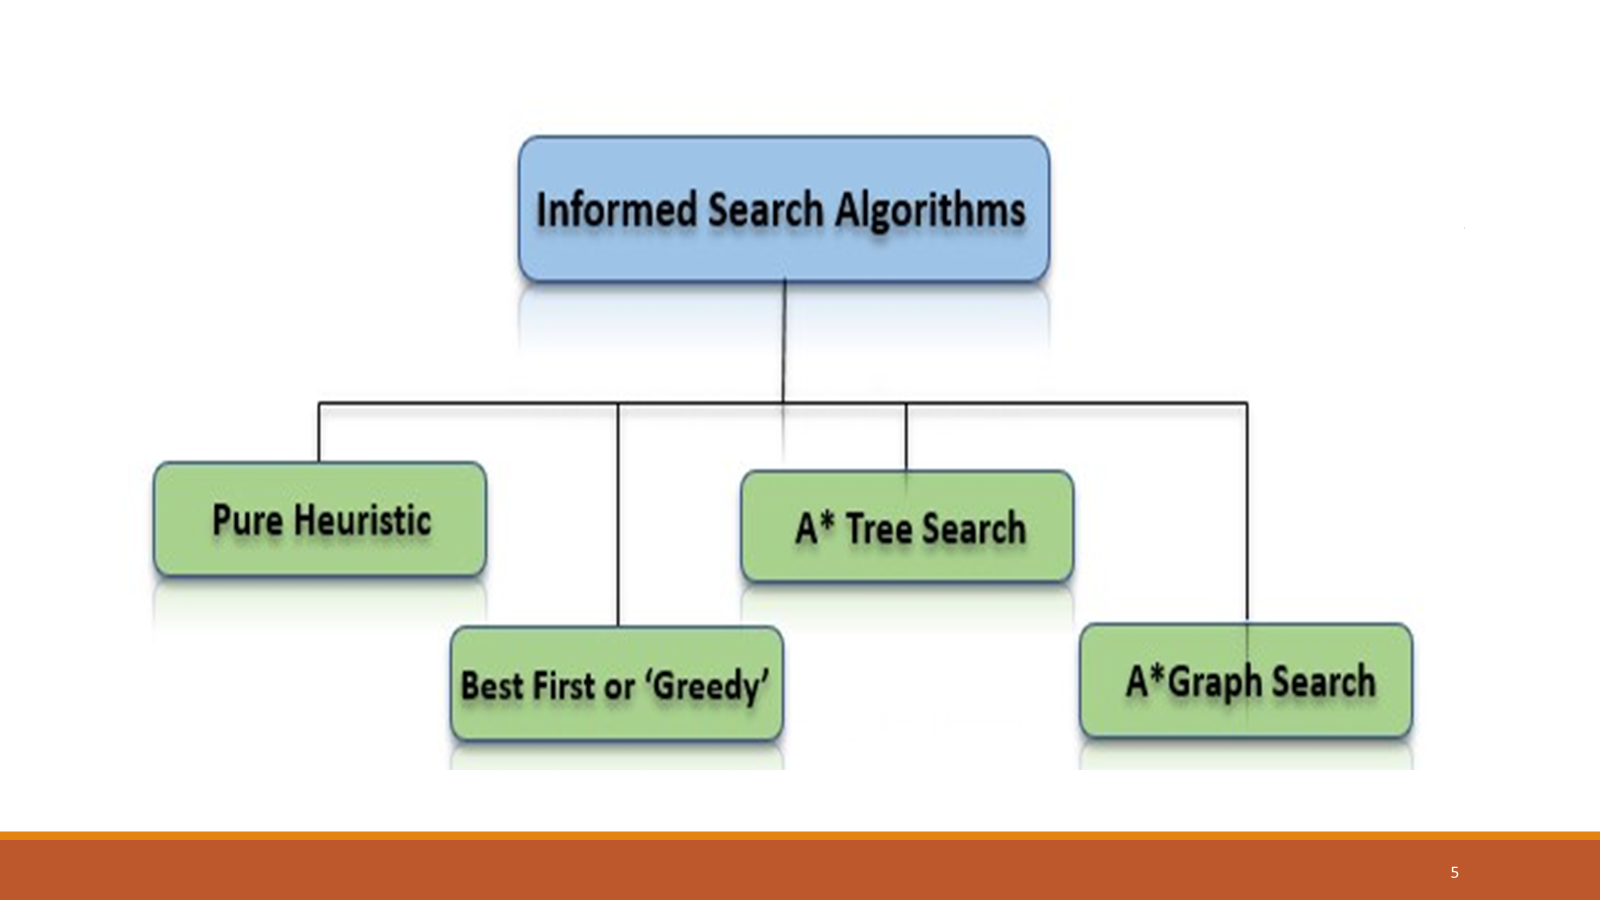 Informed Search Algorithms
Pure Heuristic
A* Tree Search
Best First or ‘Greedy’
A*Graph Search
5